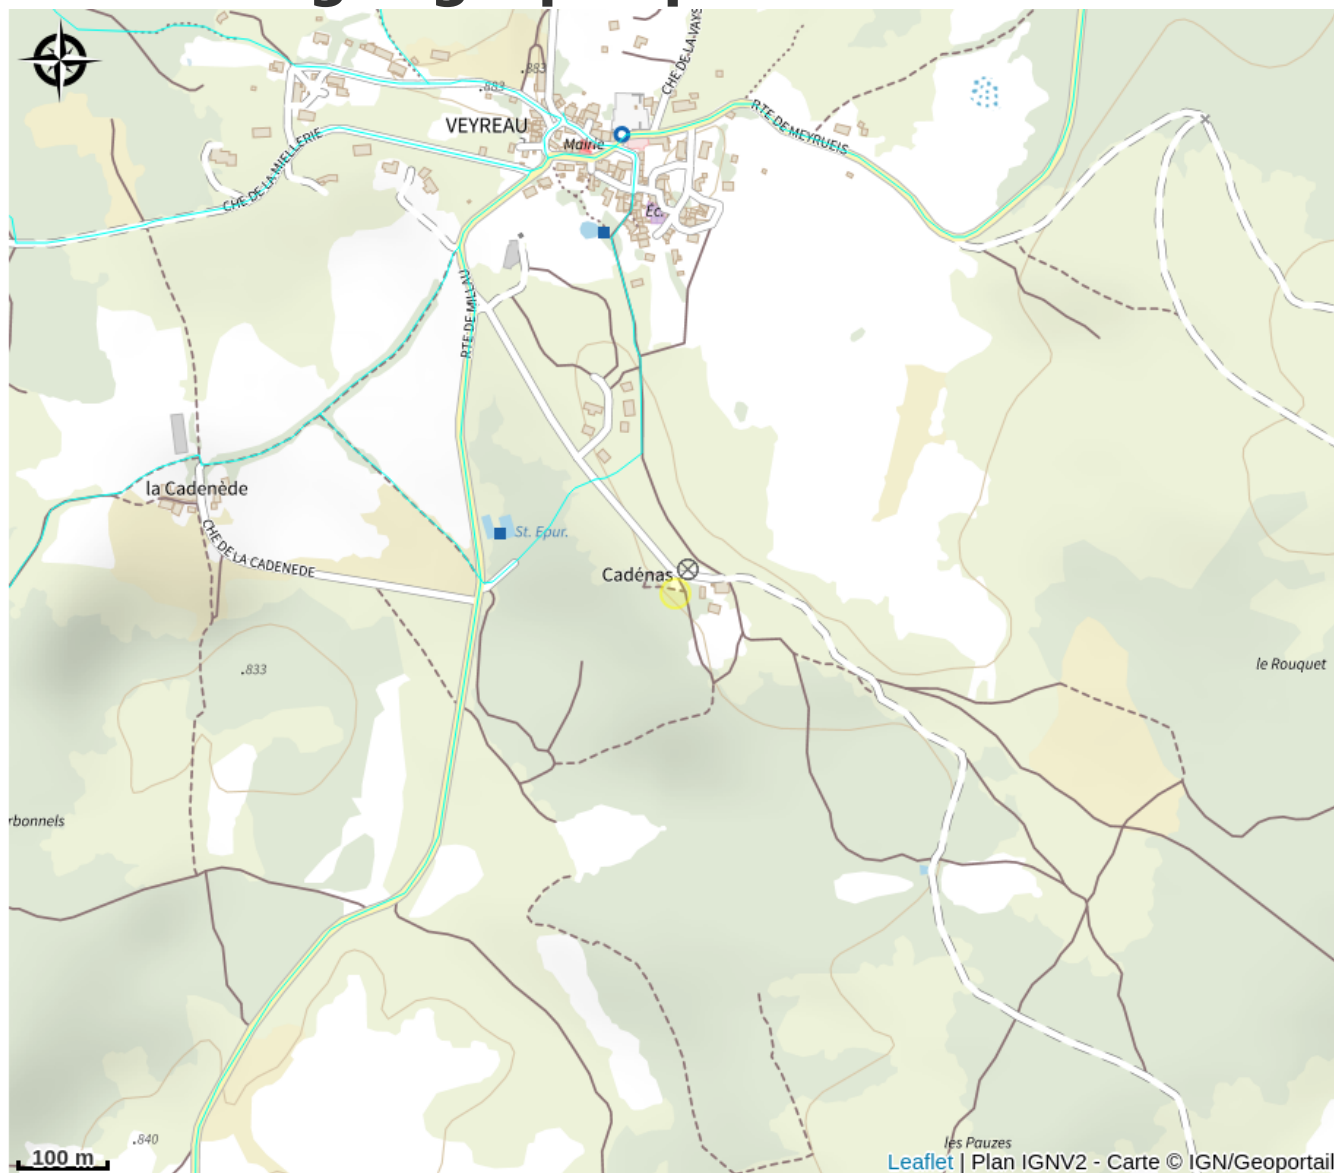 CHE DE-LA-VAYS
.883
.883
VEYREAU
Mairie
RTE DE MEYRUEIS
CHE DE LA MIELLERIE
Éc.
RTE DE MILLAU
la Cadenède
CHE DE LA CADENEDE
St. Epur.
Cadénas
.833
le Rouquet
rbonnels
.840
les Pauzes
100 m
Leaflet | Plan IGNV2 - Carte © IGN/Geoportail